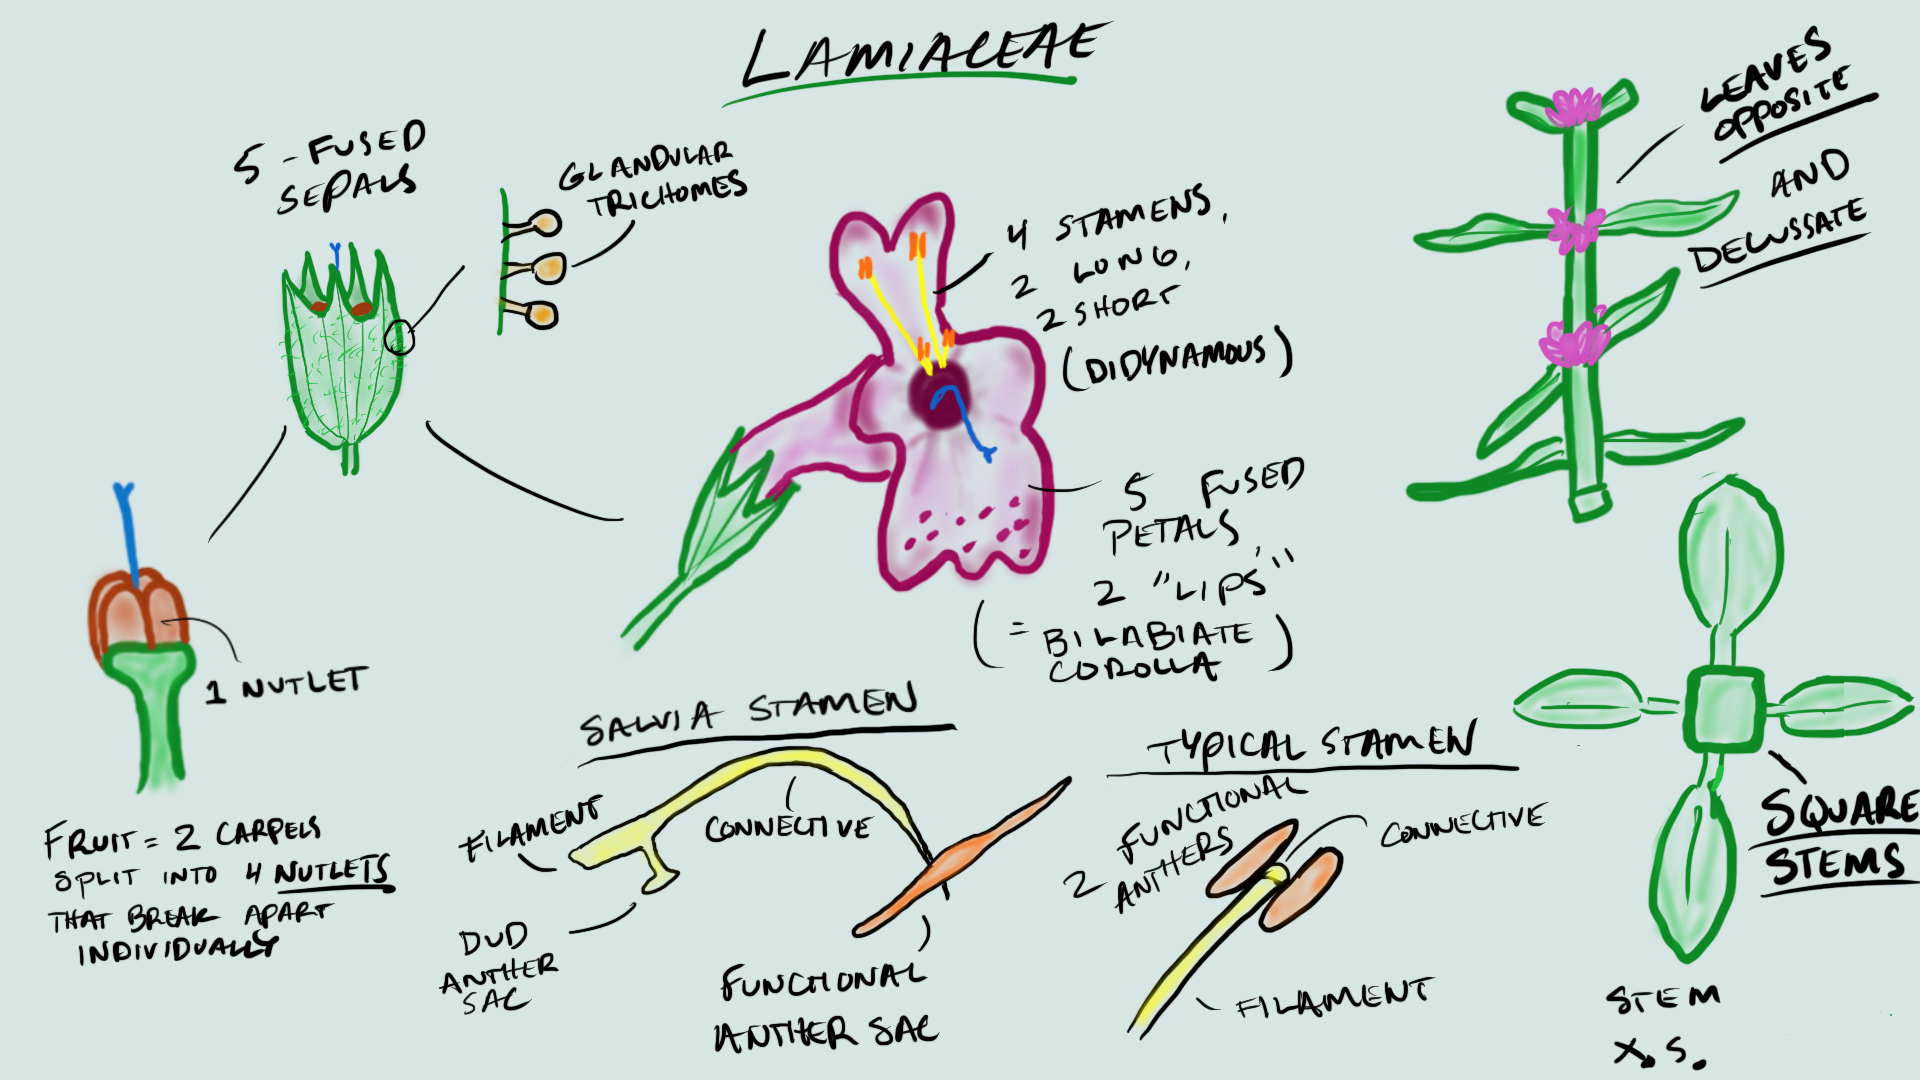 LAMIACEAE
5-FUSED
SEPALS
GLANDULAR
TRICHOMES
4 STAMENS,
2 LONG,
2 SHORT
(DIDYNAMOUS)
LEAVES
OPPOSITE
AND
DECUSSATE
5 FUSED
PETALS,
2 "LIPS"
(= BILABIATE
COROLLA)
1 NUTLET
FRUIT = 2 CARPELS
SPLIT INTO 4 NUTLETS
THAT BREAK APART
INDIVIDUALLY
SALVIA STAMEN
FILAMENT
CONNECTIVE
DUD
ANTHER
SAC
FUNCTIONAL
ANTHER SAC
TYPICAL STAMEN
2 FUNCTIONAL
ANTHERS
CONNECTIVE
FILAMENT
SQUARE
STEMS
STEM
X.S.